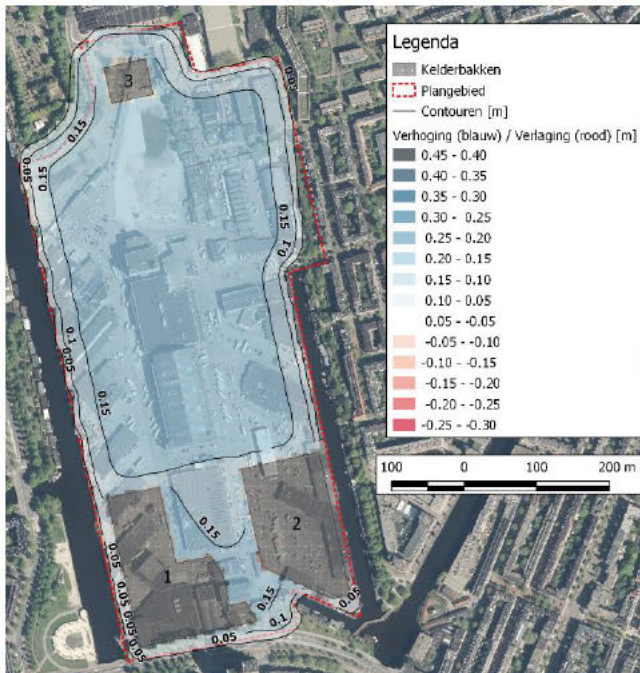 Legenda
Kelderbakken
Plangebied
Contouren [m]
Verhoging (blauw) / Verlaging (rood) [m]
0.45 - 0.40
0.40 - 0.35
0.35 - 0.30
0.30 - 0.25
0.25 - 0.20
0.20 - 0.15
0.15 - 0.10
0.10 - 0.05
0.05 - -0.05
-0.05 - -0.10
-0.10 - -0.15
-0.15 - -0.20
-0.20 - -0.25
-0.25 - -0.30
100 0 100 200 m
0.05
3
0.15
0.05
0.15
0.15
0.1
0.1
0.05
0.15
0.15
2
1
0.05
0.05
0.05
0.05
0.05
0.1
0.15
0.05